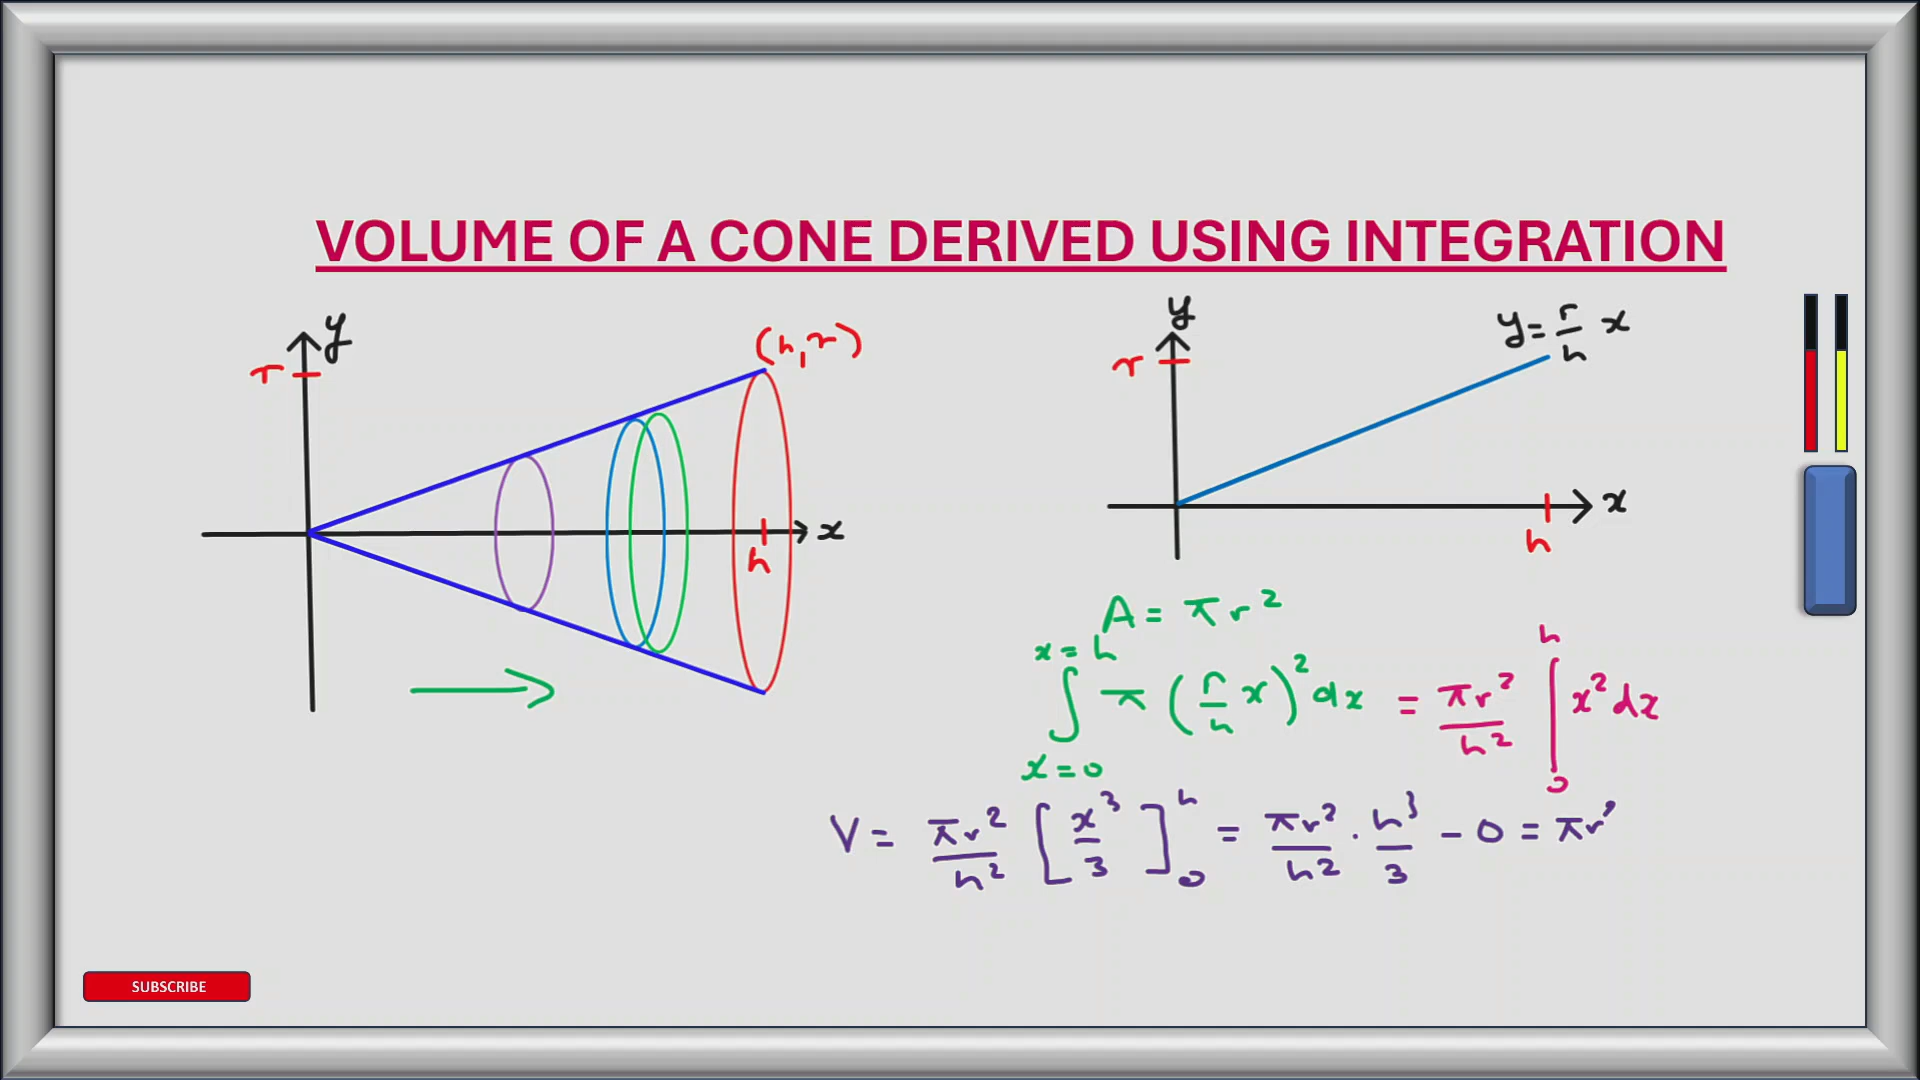 VOLUME OF A CONE DERIVED USING INTEGRATION
y
r
(h,r)
x
h
y
r
y = r/h x
x
h
A = πr²
∫ x=0 x=h π (r/h x)² dx = πr²/h² ∫ 0 h x² dx
V = πr²/h² [x³/3] 0 h = πr²/h² · h³/3 - 0 = πr²
SUBSCRIBE